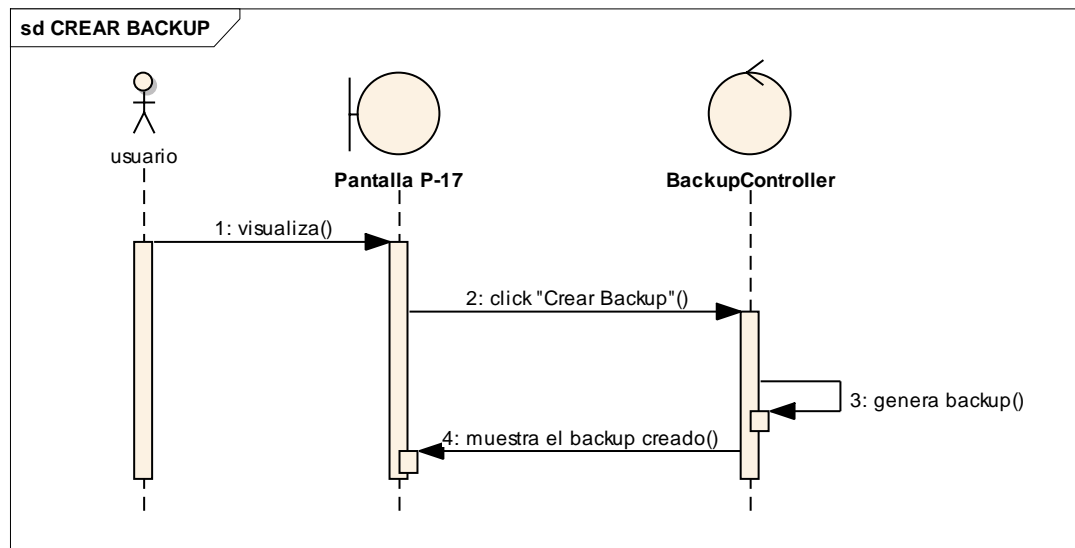 sd CREAR BACKUP
usuario
Pantalla P-17
BackupController
1: visualiza()
2: click "Crear Backup"()
3: genera backup()
4: muestra el backup creado()